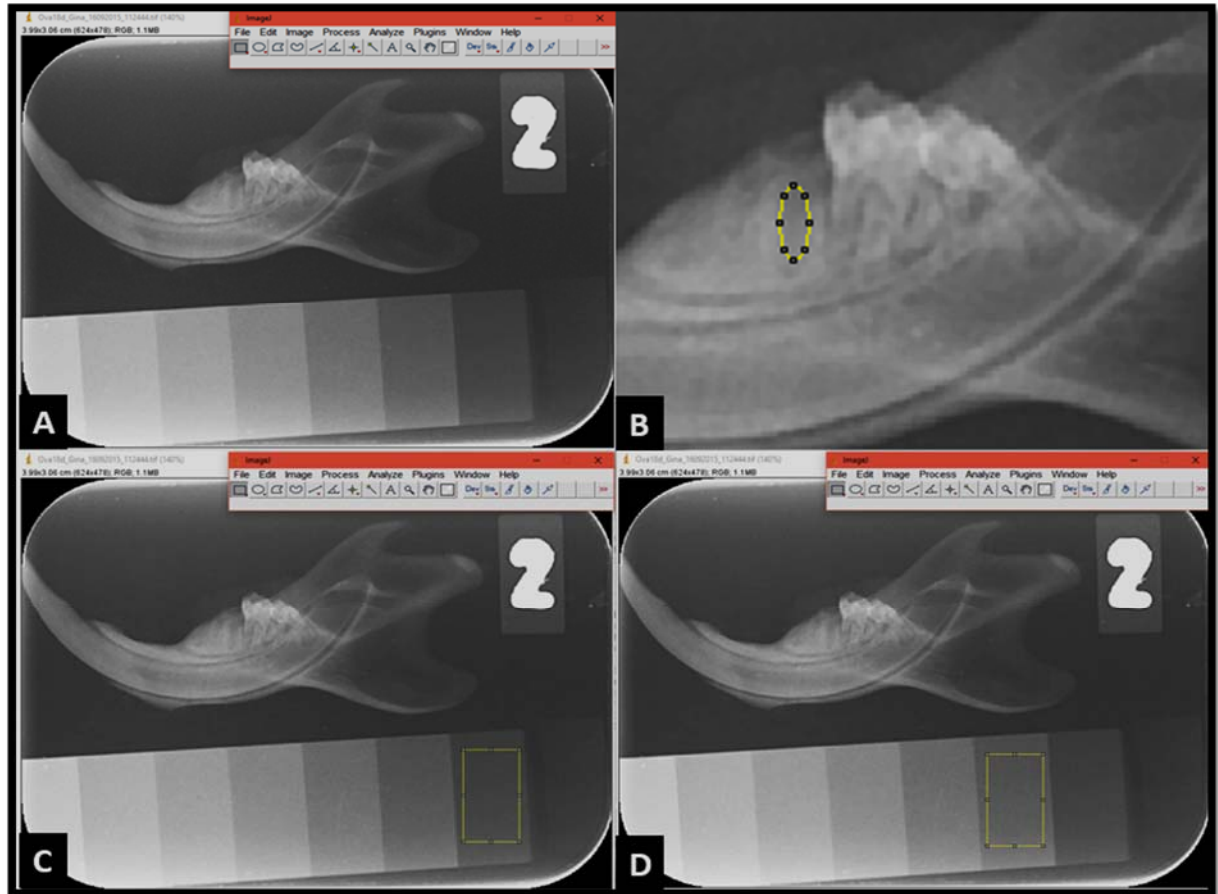 Ova18d_Gina_16092015_112444.tif (140%)
ImageJ
3.99x3.06 cm (624x478); RGB; 1.1MB
File Edit Image Process Analyze Plugins Window Help
A Dev >>
2
A
B
Ova18d_Gina_16092015_112444.tif (140%)
ImageJ
3.99x3.06 cm (624x478); RGB; 1.1MB
File Edit Image Process Analyze Plugins Window Help
A Dev >>
2
C
Ova18d_Gina_16092015_112444.tif (140%)
ImageJ
3.99x3.06 cm (624x478); RGB; 1.1MB
File Edit Image Process Analyze Plugins Window Help
A Dev >>
2
D